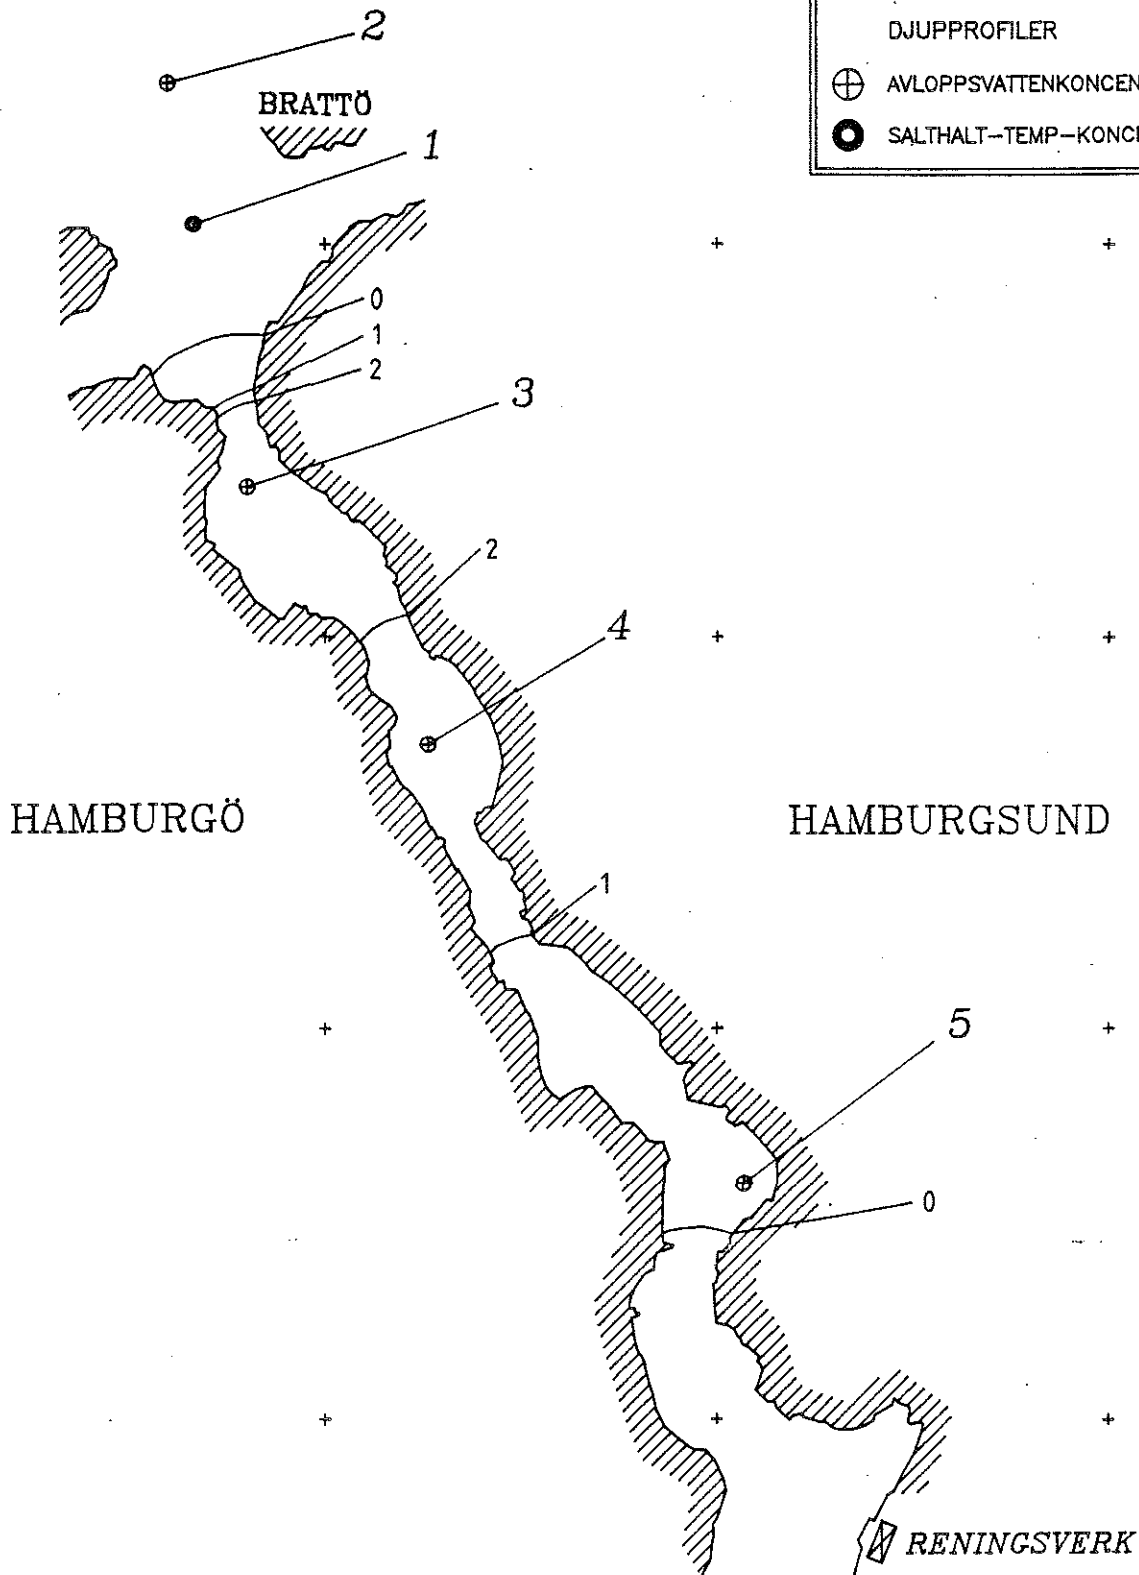 DJUPPROFILER
AVLOPPSVATTENKONCEN
SALTHALT-TEMP-KONC
2
BRATTÖ
1
0
1
2
3
2
4
HAMBURGÖ
HAMBURGSUND
1
5
0
RENINGSVERK